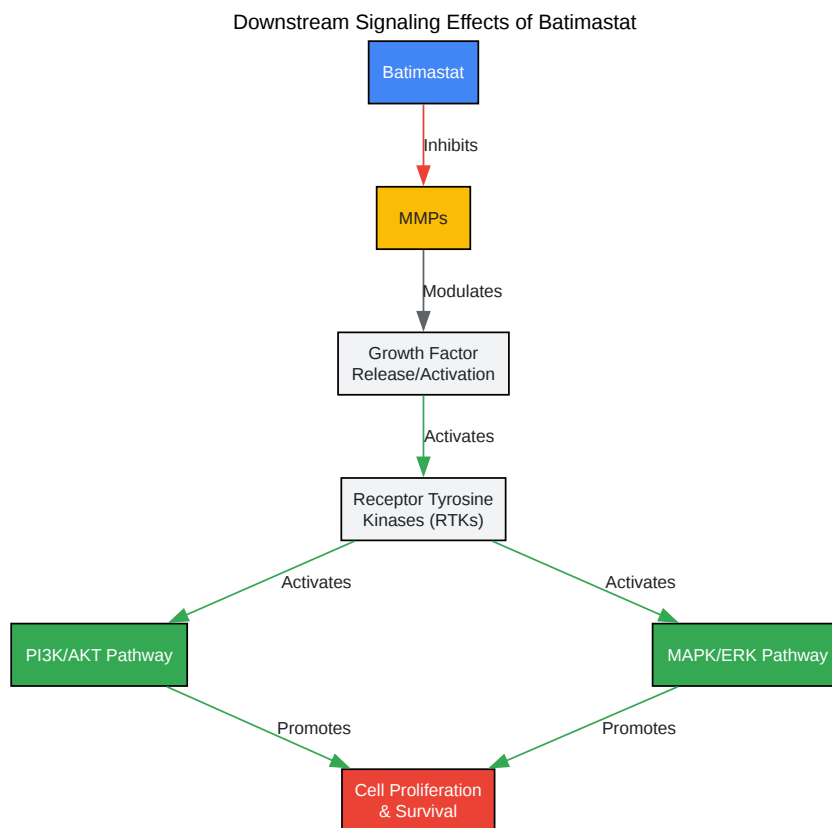 Downstream Signaling Effects of Batimastat
Batimastat
Inhibits
MMPs
Modulates
Growth Factor
Release/Activation
Activates
Receptor Tyrosine
Kinases (RTKs)
Activates
Activates
PI3K/AKT Pathway
MAPK/ERK Pathway
Promotes
Promotes
Cell Proliferation
& Survival